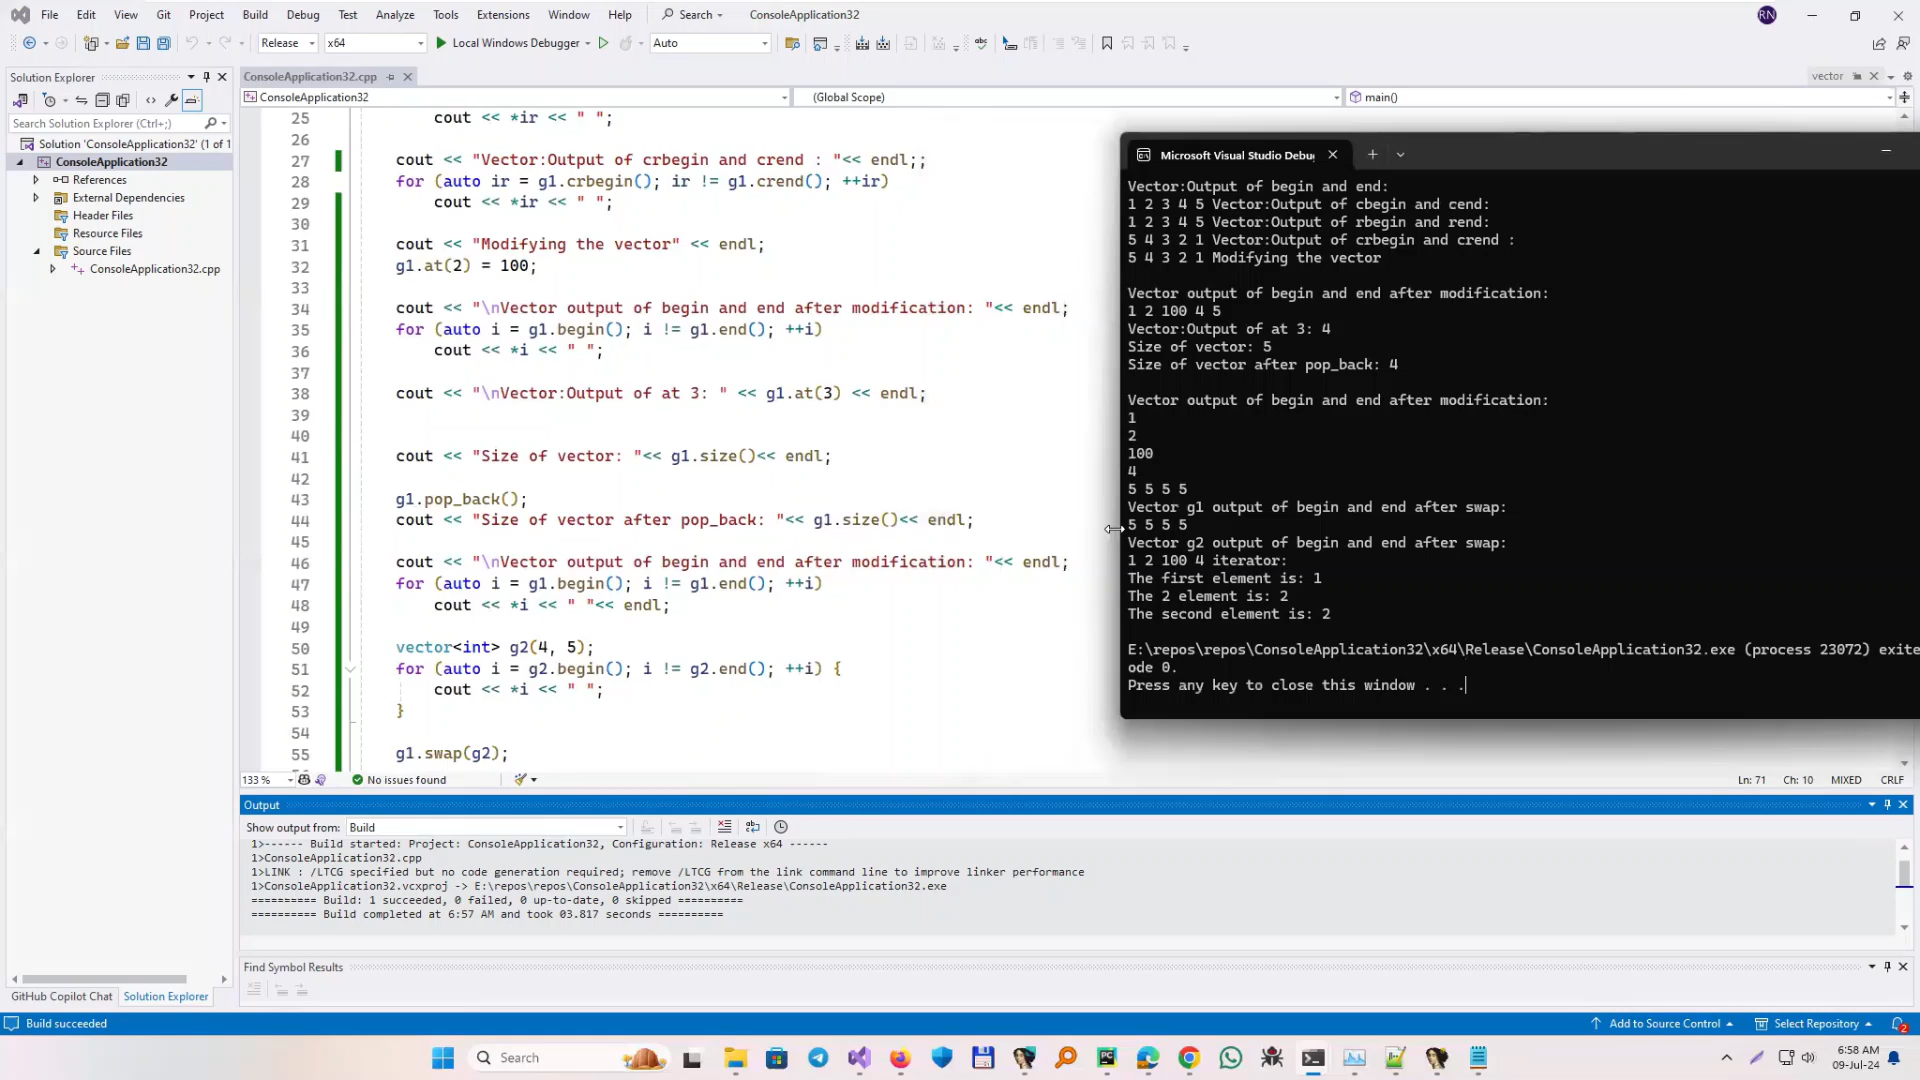 File Edit View Git Project Build Debug Test Analyze Tools Extensions Window Help Search ConsoleApplication32 RN
Release x64 Local Windows Debugger Auto
Solution Explorer
Search Solution Explorer (Ctrl+;)
Solution 'ConsoleApplication32' (1 of 1
ConsoleApplication32
References
External Dependencies
Header Files
Resource Files
Source Files
ConsoleApplication32.cpp
ConsoleApplication32.cpp vector
ConsoleApplication32 (Global Scope) main()
25 cout << *ir << " ";
26
27 cout << "Vector:Output of crbegin and crend : "<< endl;;
28 for (auto ir = g1.crbegin(); ir != g1.crend(); ++ir)
29 cout << *ir << " ";
30
31 cout << "Modifying the vector" << endl;
32 g1.at(2) = 100;
33
34 cout << "\nVector output of begin and end after modification: "<< endl;
35 for (auto i = g1.begin(); i != g1.end(); ++i)
36 cout << *i << " ";
37
38 cout << "\nVector:Output of at 3: " << g1.at(3) << endl;
39
40
41 cout << "Size of vector: "<< g1.size()<< endl;
42
43 g1.pop_back();
44 cout << "Size of vector after pop_back: "<< g1.size()<< endl;
45
46 cout << "\nVector output of begin and end after modification: "<< endl;
47 for (auto i = g1.begin(); i != g1.end(); ++i)
48 cout << *i << " "<< endl;
49
50 vector<int> g2(4, 5);
51 for (auto i = g2.begin(); i != g2.end(); ++i) {
52 cout << *i << " ";
53 }
54
55 g1.swap(g2);
133 % No issues found Ln: 71 Ch: 10 MIXED CRLF
Microsoft Visual Studio Debu
Vector:Output of begin and end:
1 2 3 4 5 Vector:Output of cbegin and cend:
1 2 3 4 5 Vector:Output of rbegin and rend:
5 4 3 2 1 Vector:Output of crbegin and crend :
5 4 3 2 1 Modifying the vector
Vector output of begin and end after modification:
1 2 100 4 5
Vector:Output of at 3: 4
Size of vector: 5
Size of vector after pop_back: 4
Vector output of begin and end after modification:
1
2
100
4
5 5 5 5
Vector g1 output of begin and end after swap:
5 5 5 5
Vector g2 output of begin and end after swap:
1 2 100 4 iterator:
The first element is: 1
The 2 element is: 2
The second element is: 2
E:\repos\repos\ConsoleApplication32\x64\Release\ConsoleApplication32.exe (process 23072) exite
ode 0.
Press any key to close this window . . .
Output
Show output from: Build
1>------ Build started: Project: ConsoleApplication32, Configuration: Release x64 ------
1>ConsoleApplication32.cpp
1>LINK : /LTCG specified but no code generation required; remove /LTCG from the link command line to improve linker performance
1>ConsoleApplication32.vcxproj -> E:\repos\repos\ConsoleApplication32\x64\Release\ConsoleApplication32.exe
========== Build: 1 succeeded, 0 failed, 0 up-to-date, 0 skipped ==========
========== Build completed at 6:57 AM and took 03.817 seconds ==========
Find Symbol Results
GitHub Copilot Chat Solution Explorer
Build succeeded Add to Source Control Select Repository 2
Search 6:58 AM
09-Jul-24